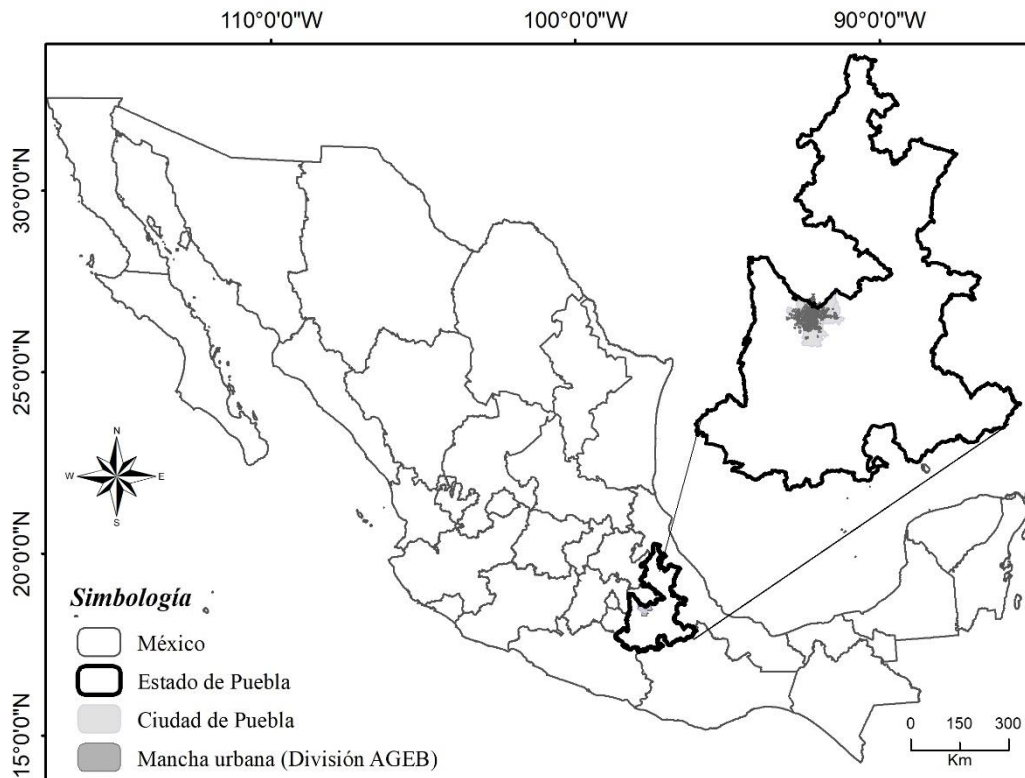 110°0'0"W 100°0'0"W 90°0'0"W
30°0'0"N
25°0'0"N
20°0'0"N
15°0'0"N
N
W E
S
Simbología
México
Estado de Puebla
Ciudad de Puebla
Mancha urbana (División AGEB)
0 150 300
Km